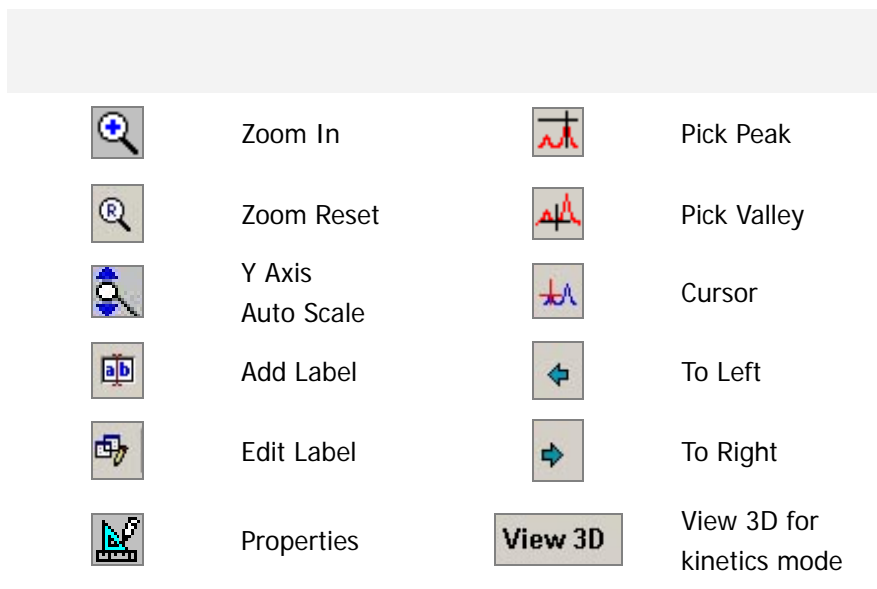 Zoom In
Pick Peak
R
Zoom Reset
Pick Valley
Y Axis
Auto Scale
Cursor
ab
Add Label
To Left
Edit Label
To Right
Properties
View 3D
View 3D for
kinetics mode